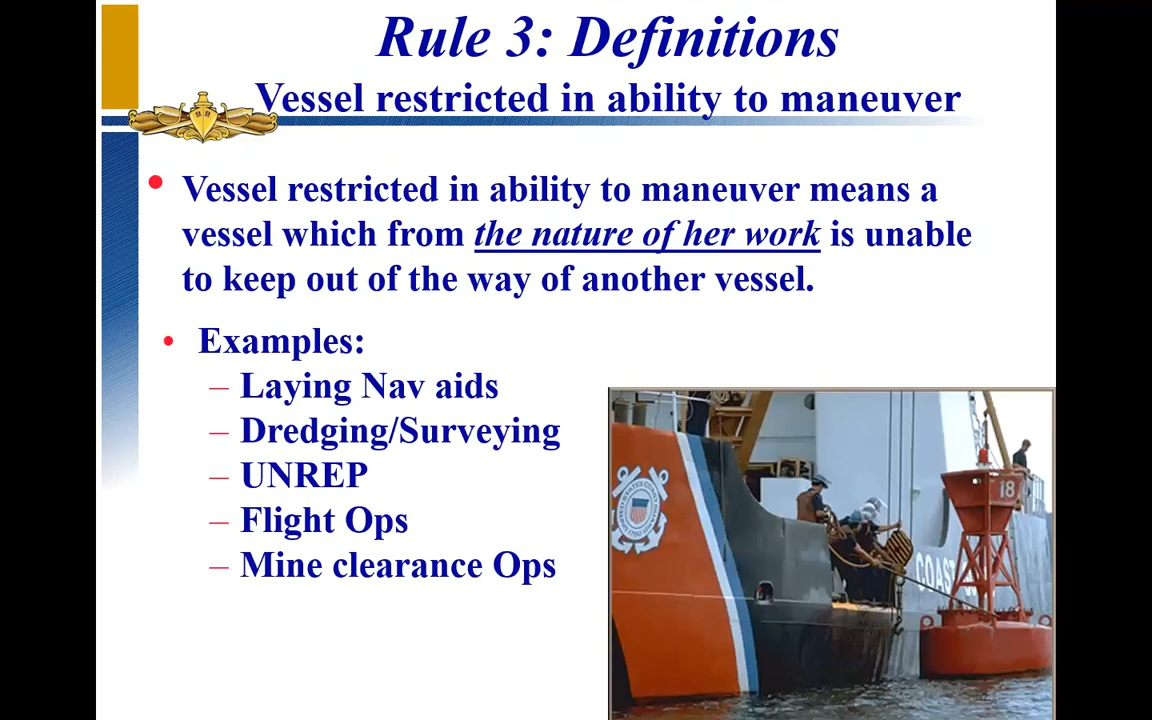 Rule 3: Definitions
Vessel restricted in ability to maneuver
• Vessel restricted in ability to maneuver means a
vessel which from the nature of her work is unable
to keep out of the way of another vessel.
• Examples:
– Laying Nav aids
– Dredging/Surveying
– UNREP
– Flight Ops
– Mine clearance Ops
18
COAST